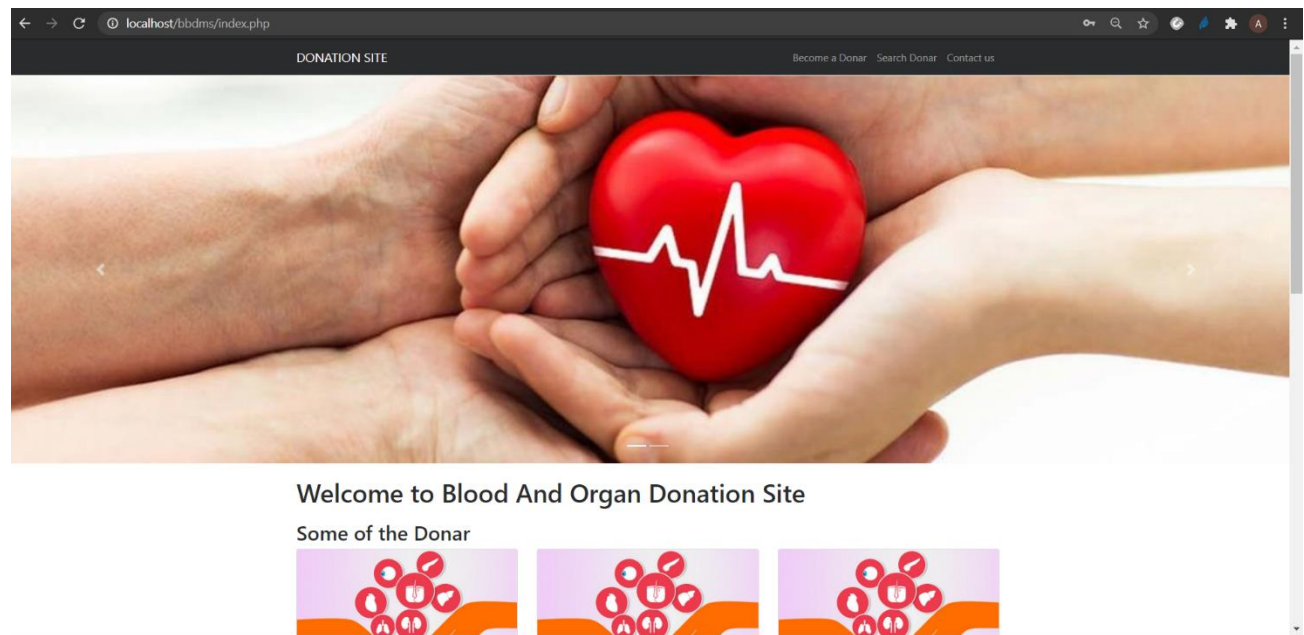 localhost/bbdms/index.php
A
DONATION SITE
Become a Donar Search Donar Contact us
Welcome to Blood And Organ Donation Site
Some of the Donar